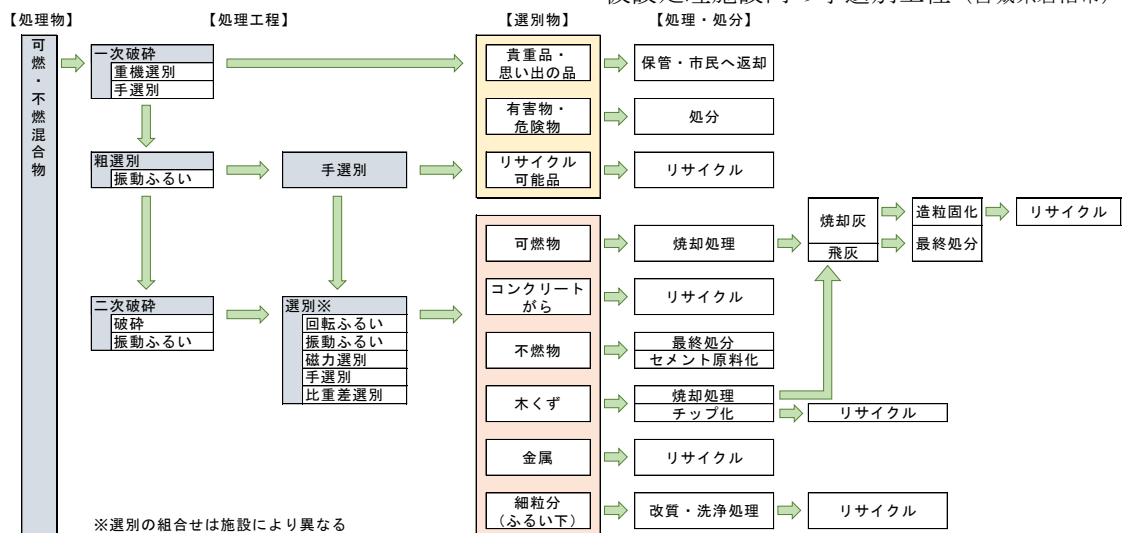 【処理物】
【処理工程】
【選別物】
【処理・処分】
可燃・不燃混合物
一次破砕
重機選別
手選別
貴重品・
思い出の品
保管・市民へ返却
有害物・
危険物
処分
粗選別
振動ふるい
手選別
リサイクル
可能品
リサイクル
可燃物
焼却処理
焼却灰
飛灰
造粒固化
リサイクル
最終処分
二次破砕
破砕
振動ふるい
選別※
回転ふるい
振動ふるい
磁力選別
手選別
比重差選別
コンクリート
がら
リサイクル
不燃物
最終処分
セメント原料化
木くず
焼却処理
チップ化
リサイクル
金属
リサイクル
細粒分
(ふるい下)
改質・洗浄処理
リサイクル
※選別の組合せは施設により異なる